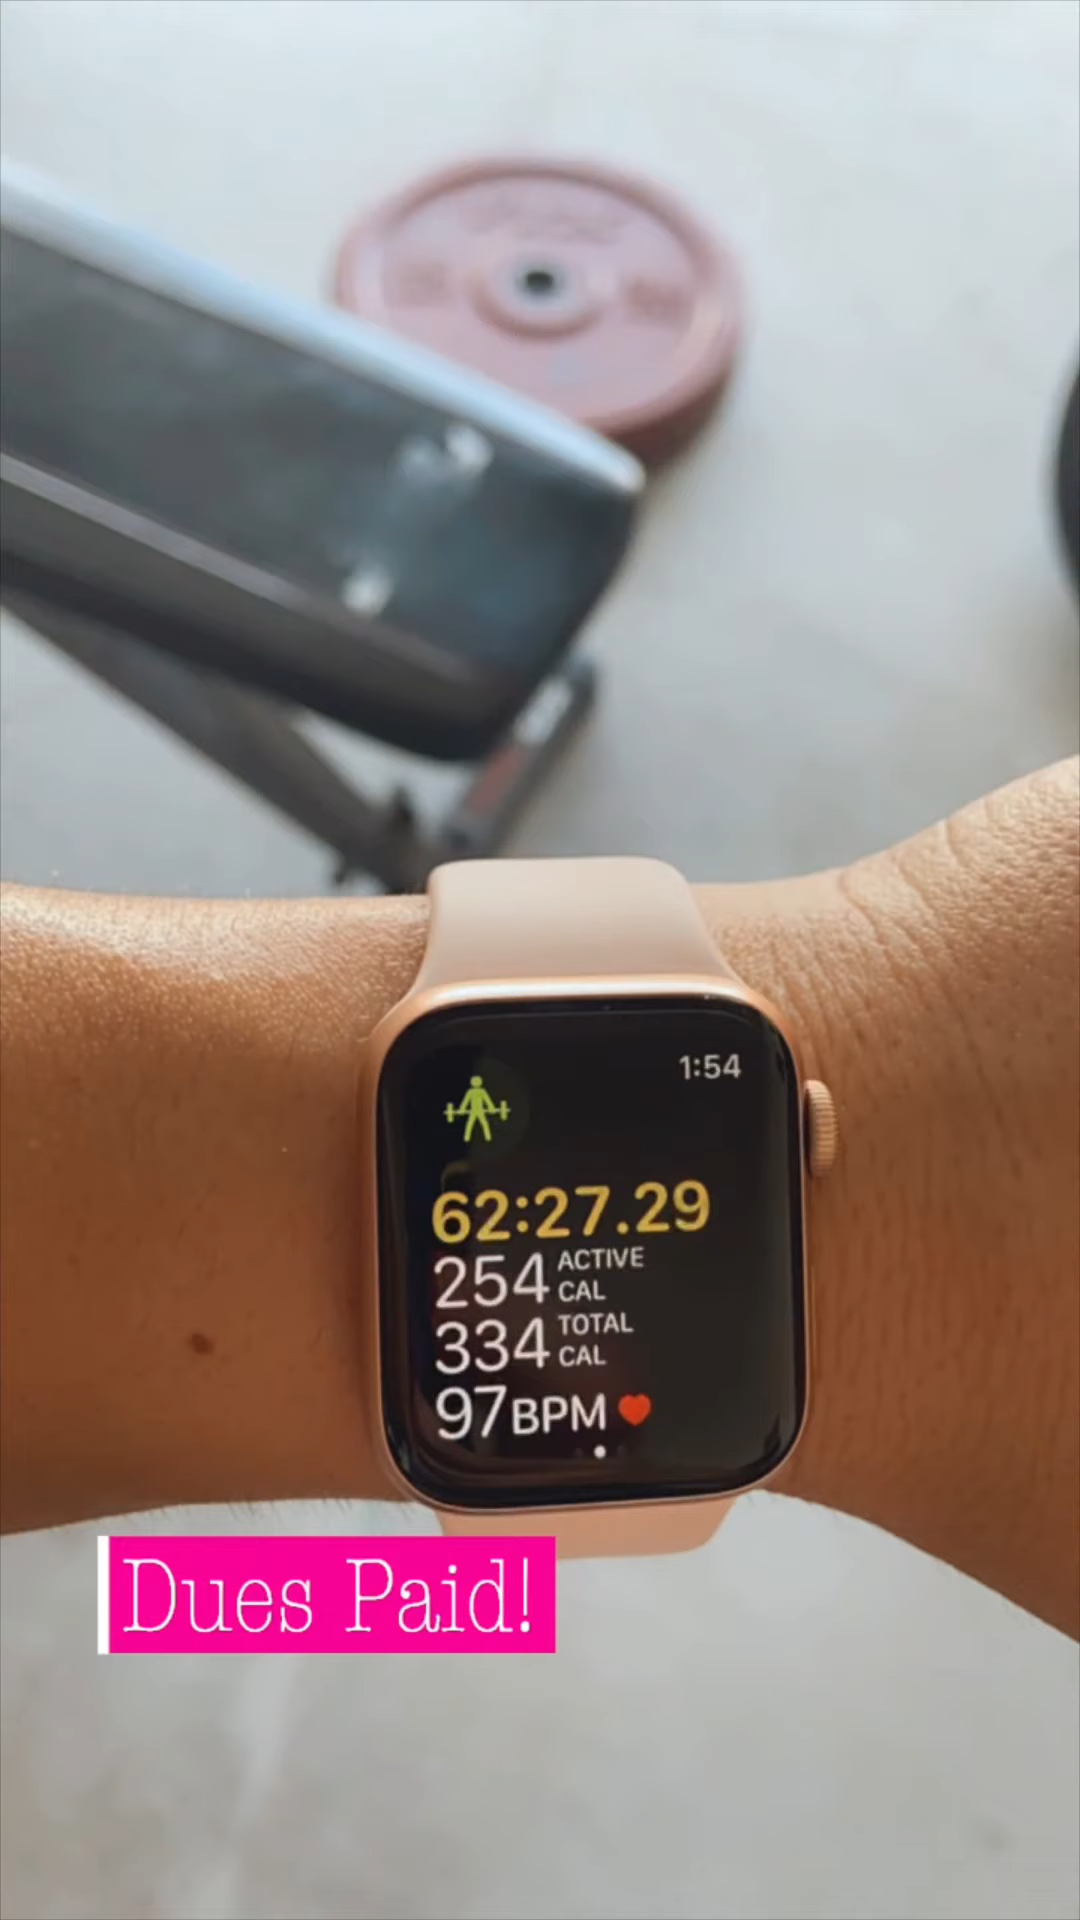 1:54
62:27.29
254 ACTIVE CAL
334 TOTAL CAL
97BPM
Dues Paid!